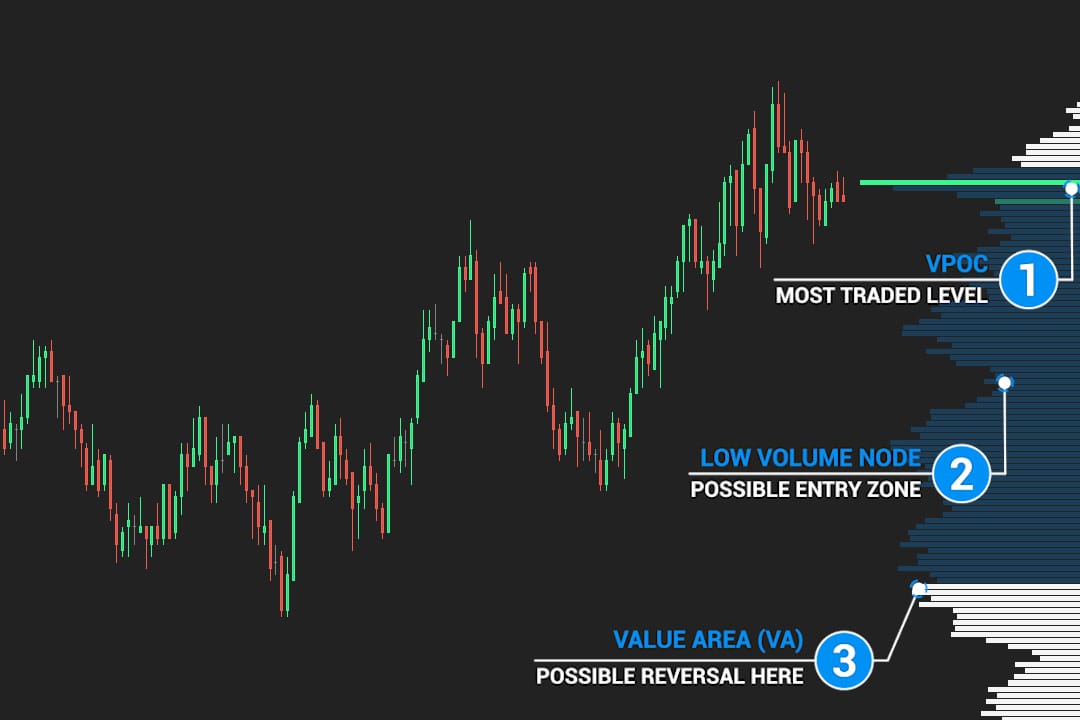 VPOC
MOST TRADED LEVEL
1
LOW VOLUME NODE
POSSIBLE ENTRY ZONE
2
VALUE AREA (VA)
POSSIBLE REVERSAL HERE
3